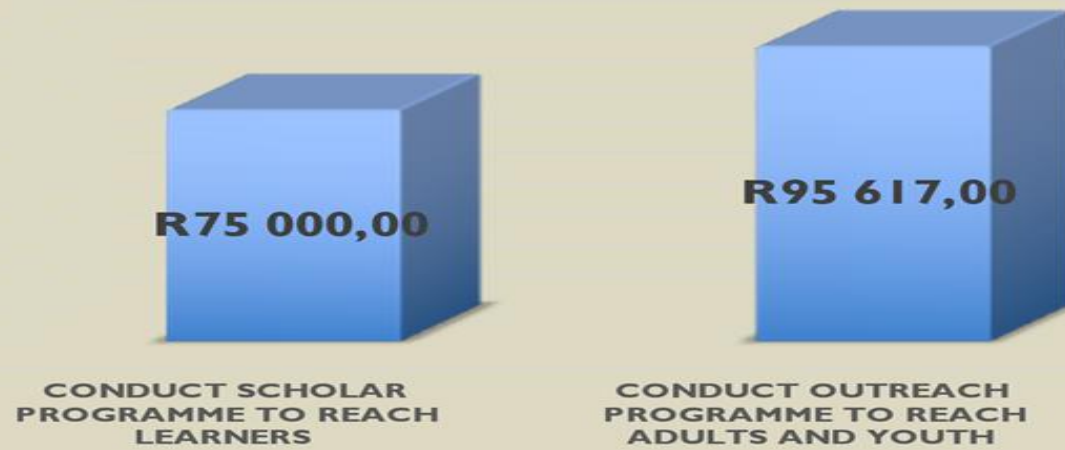 R75 000,00
R95 617,00
CONDUCT SCHOLAR
PROGRAMME TO REACH
LEARNERS
CONDUCT OUTREACH
PROGRAMME TO REACH
ADULTS AND YOUTH